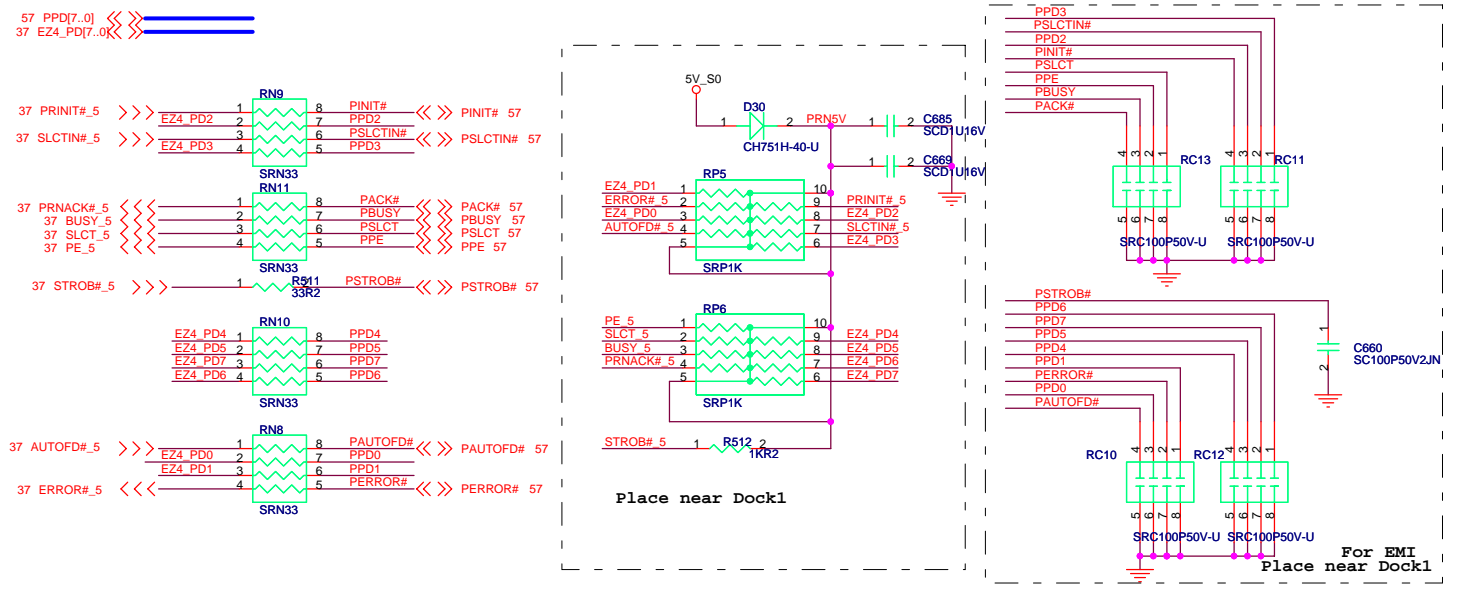 57 PPD[7..0]
37 EZ4_PD[7..0]
RN9
37 PRINIT#_5 1 8 PINIT# PINIT# 57
EZ4_PD2 2 7 PPD2
37 SLCTIN#_5 3 6 PSLCTIN# PSLCTIN# 57
EZ4_PD3 4 5 PPD3
SRN33
RN11
37 PRNACK#_5 1 8 PACK# PACK# 57
37 BUSY_5 2 7 PBUSY PBUSY 57
37 SLCT_5 3 6 PSLCT PSLCT 57
37 PE_5 4 5 PPE PPE 57
SRN33
37 STROB#_5 1 R511 2 PSTROB# PSTROB# 57
33R2
RN10
EZ4_PD4 1 8 PPD4
EZ4_PD5 2 7 PPD5
EZ4_PD7 3 6 PPD7
EZ4_PD6 4 5 PPD6
SRN33
RN8
37 AUTOFD#_5 1 8 PAUTOFD# PAUTOFD# 57
EZ4_PD0 2 7 PPD0
EZ4_PD1 3 6 PPD1
37 ERROR#_5 4 5 PERROR# PERROR# 57
SRN33
5V_S0
D30
1 2 PRN5V 1 2 C685
CH751H-40-U
SCD1U16V
1 2 C669
SCD1U16V
RP5
EZ4_PD1 1 10
ERROR#_5 2 9 PRINIT#_5
EZ4_PD0 3 8 EZ4_PD2
AUTOFD#_5 4 7 SLCTIN#_5
5 6 EZ4_PD3
SRP1K
RP6
PE_5 1 10
SLCT_5 2 9 EZ4_PD4
BUSY_5 3 8 EZ4_PD5
PRNACK#_5 4 7 EZ4_PD6
5 6 EZ4_PD7
SRP1K
STROB#_5 1 R512 2
1KR2
Place near Dock1
PPD3
PSLCTIN#
PPD2
PINIT#
PSLCT
PPE
PBUSY
PACK#
4 3 2 1 RC13 4 3 2 1 RC11
5 6 7 8 5 6 7 8
SRC100P50V-U SRC100P50V-U
PSTROB#
PPD6
PPD7
PPD5
PPD4
PPD1
PERROR#
PPD0
PAUTOFD#
1
C660
SC100P50V2JN
2
RC10 4 3 2 1 RC12 4 3 2 1
5 6 7 8 5 6 7 8
SRC100P50V-U SRC100P50V-U
For EMI
Place near Dock1